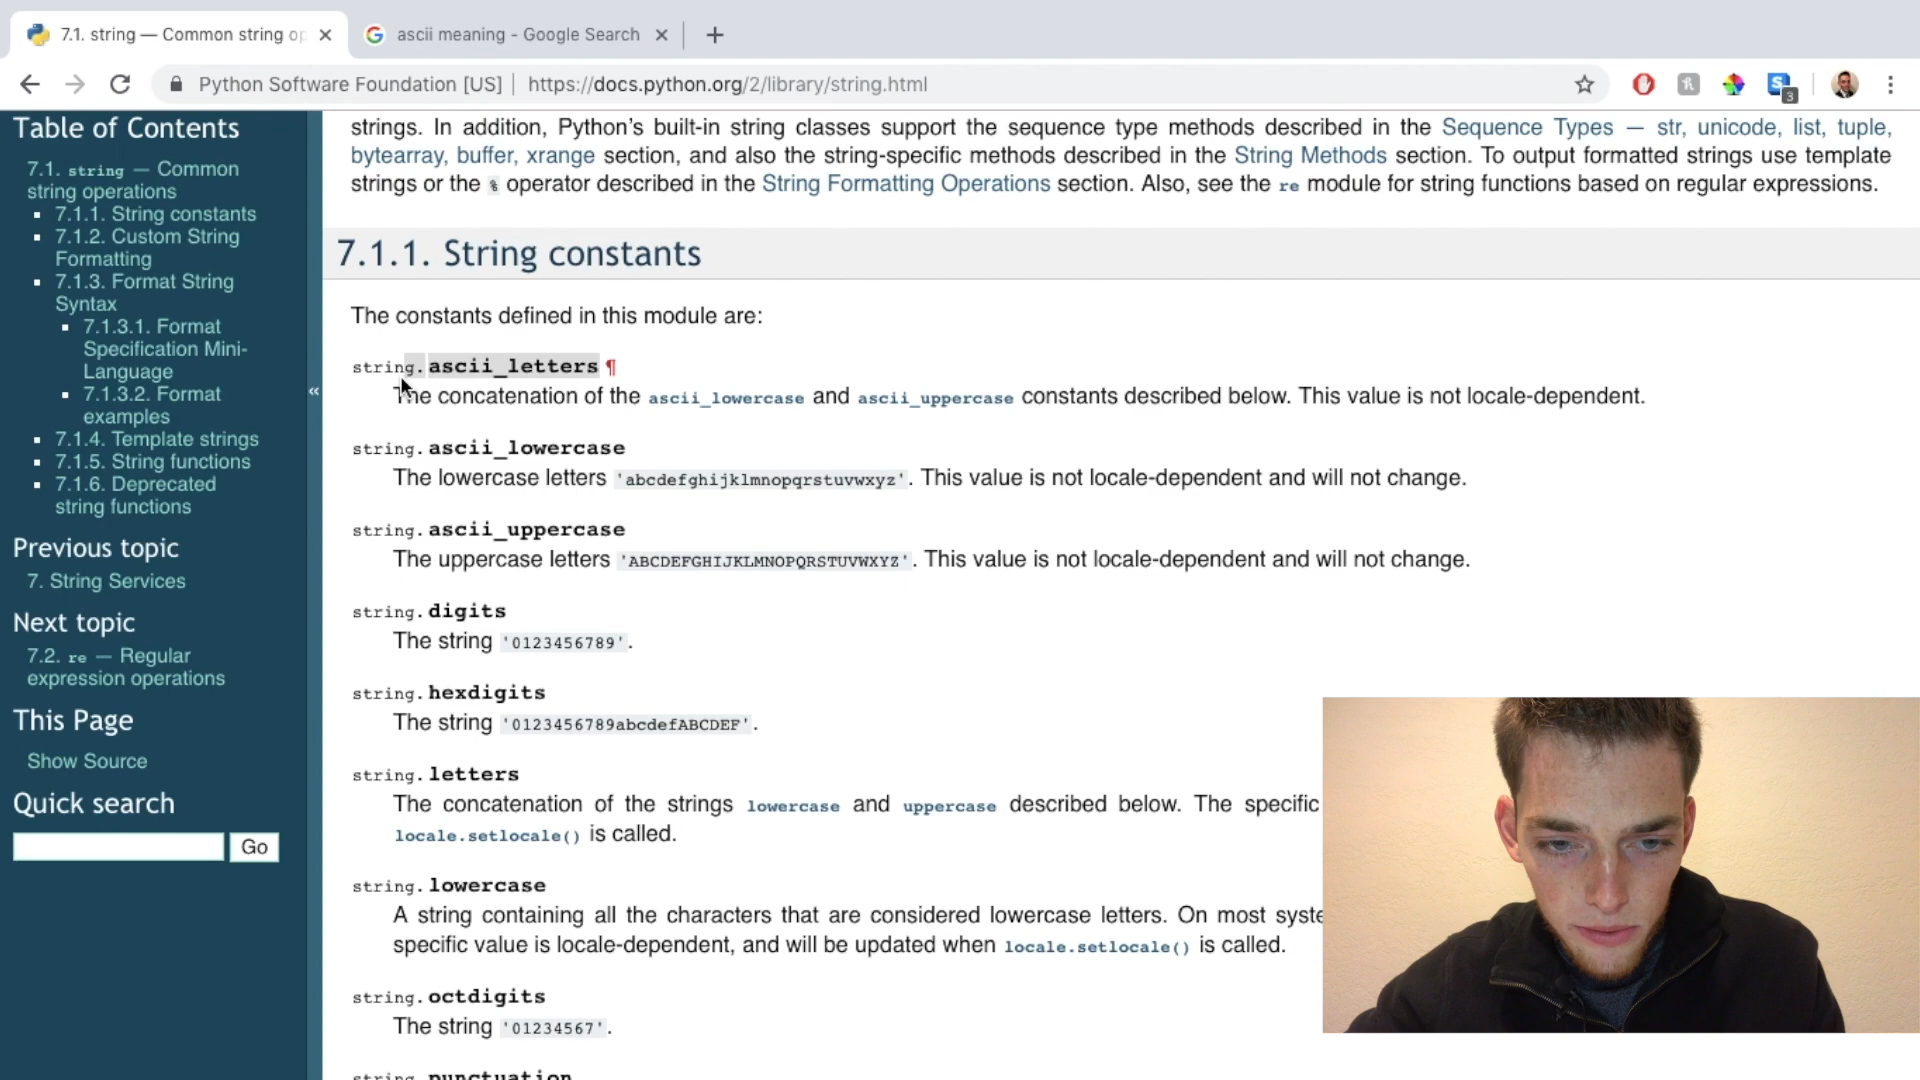 7.1. string — Common string op
ascii meaning - Google Search
Python Software Foundation [US]
https://docs.python.org/2/library/string.html
3
Table of Contents
7.1. string — Common
string operations
7.1.1. String constants
7.1.2. Custom String
Formatting
7.1.3. Format String
Syntax
7.1.3.1. Format
Specification Mini-
Language
7.1.3.2. Format
examples
7.1.4. Template strings
7.1.5. String functions
7.1.6. Deprecated
string functions
Previous topic
7. String Services
Next topic
7.2. re — Regular
expression operations
This Page
Show Source
Quick search
Go
«
strings. In addition, Python’s built-in string classes support the sequence type methods described in the Sequence Types — str, unicode, list, tuple,
bytearray, buffer, xrange section, and also the string-specific methods described in the String Methods section. To output formatted strings use template
strings or the % operator described in the String Formatting Operations section. Also, see the re module for string functions based on regular expressions.
7.1.1. String constants
The constants defined in this module are:
string.ascii_letters ¶
The concatenation of the ascii_lowercase and ascii_uppercase constants described below. This value is not locale-dependent.
string.ascii_lowercase
The lowercase letters 'abcdefghijklmnopqrstuvwxyz'. This value is not locale-dependent and will not change.
string.ascii_uppercase
The uppercase letters 'ABCDEFGHIJKLMNOPQRSTUVWXYZ'. This value is not locale-dependent and will not change.
string.digits
The string '0123456789'.
string.hexdigits
The string '0123456789abcdefABCDEF'.
string.letters
The concatenation of the strings lowercase and uppercase described below. The specific
locale.setlocale() is called.
string.lowercase
A string containing all the characters that are considered lowercase letters. On most syste
specific value is locale-dependent, and will be updated when locale.setlocale() is called.
string.octdigits
The string '01234567'.
string.punctuation